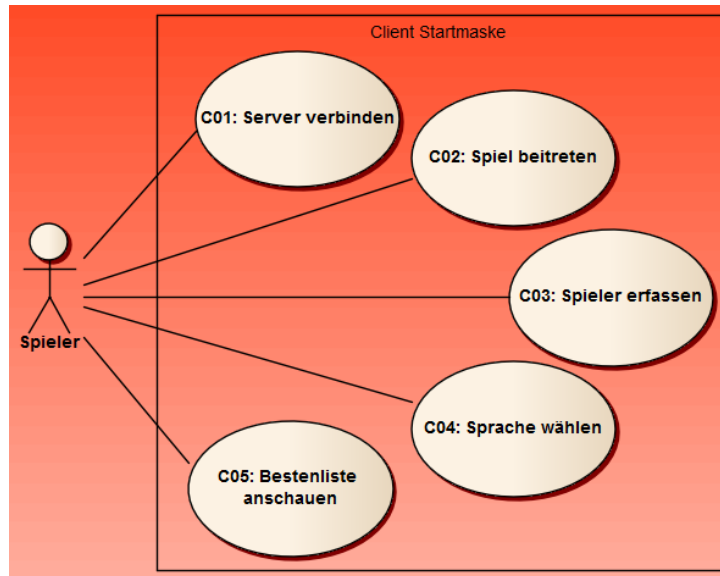 Client Startmaske
C01: Server verbinden
C02: Spiel beitreten
C03: Spieler erfassen
Spieler
C04: Sprache wählen
C05: Bestenliste
anschauen